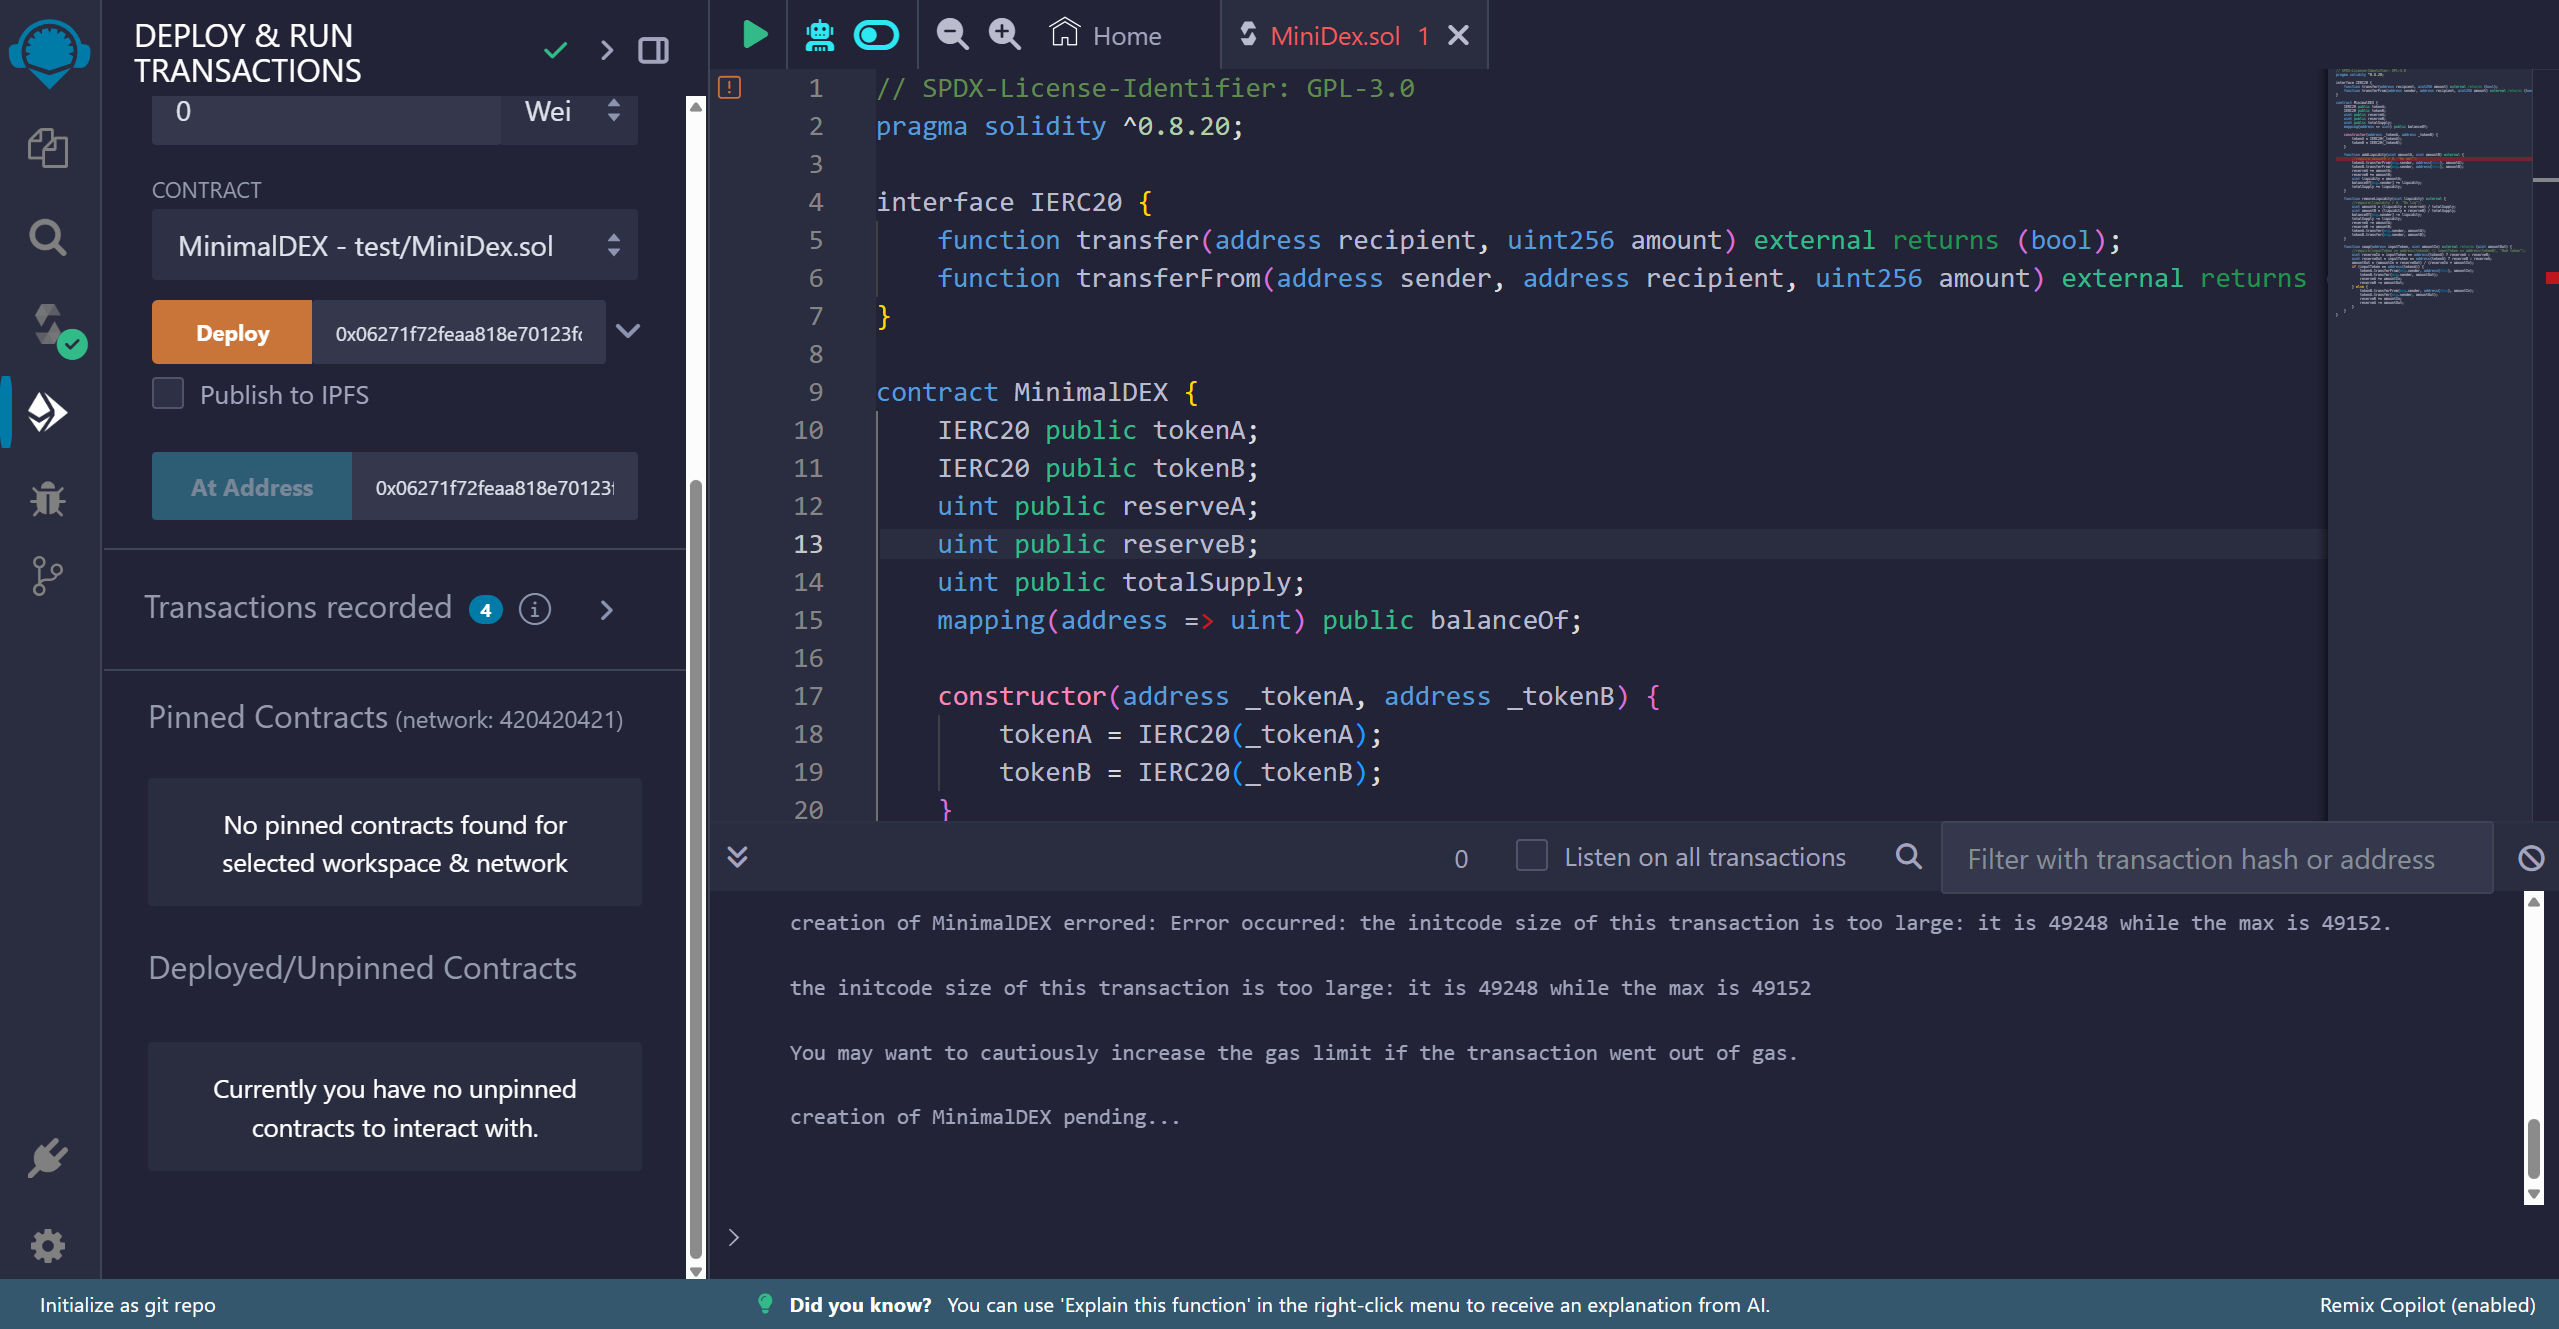 DEPLOY & RUN
TRANSACTIONS
0
Wei
CONTRACT
MinimalDEX - test/MiniDex.sol
Deploy
0x06271f72feaa818e70123f
Publish to IPFS
At Address
0x06271f72feaa818e70123
Transactions recorded 4
Pinned Contracts (network: 420420421)
No pinned contracts found for
selected workspace & network
Deployed/Unpinned Contracts
Currently you have no unpinned
contracts to interact with.
Home
MiniDex.sol 1
1 // SPDX-License-Identifier: GPL-3.0
2 pragma solidity ^0.8.20;
3
4 interface IERC20 {
5     function transfer(address recipient, uint256 amount) external returns (bool);
6     function transferFrom(address sender, address recipient, uint256 amount) external returns
7 }
8
9 contract MinimalDEX {
10     IERC20 public tokenA;
11     IERC20 public tokenB;
12     uint public reserveA;
13     uint public reserveB;
14     uint public totalSupply;
15     mapping(address => uint) public balanceOf;
16
17     constructor(address _tokenA, address _tokenB) {
18         tokenA = IERC20(_tokenA);
19         tokenB = IERC20(_tokenB);
20     }
0
Listen on all transactions
Filter with transaction hash or address
creation of MinimalDEX errored: Error occurred: the initcode size of this transaction is too large: it is 49248 while the max is 49152.
the initcode size of this transaction is too large: it is 49248 while the max is 49152
You may want to cautiously increase the gas limit if the transaction went out of gas.
creation of MinimalDEX pending...
>
Initialize as git repo
Did you know? You can use 'Explain this function' in the right-click menu to receive an explanation from AI.
Remix Copilot (enabled)